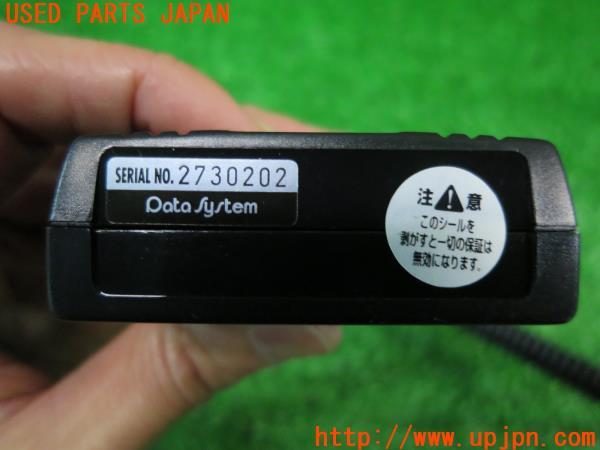 USED PARTS JAPAN
SERIAL NO. 2730202
Data System
注 意
このシールを
剥がすと一切の保証は
無効になります。
http://www.upjpn.com